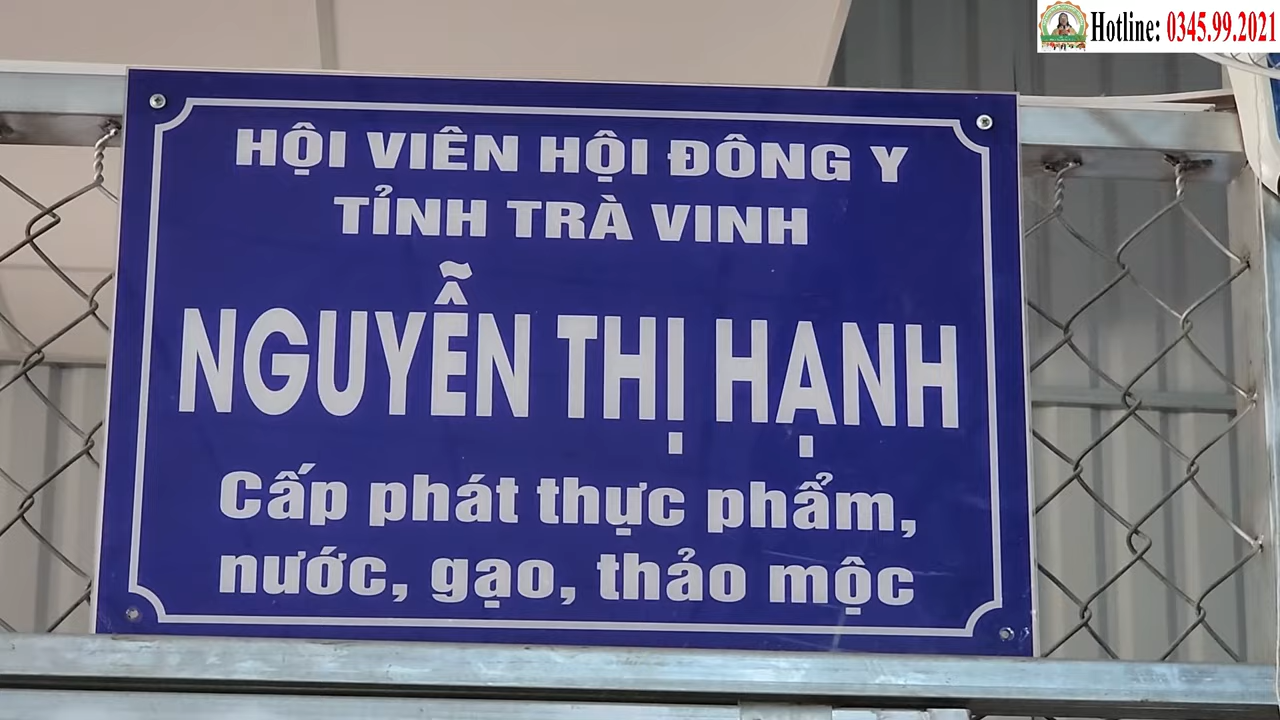 Hotline: 0345.99.2021
HỘI VIÊN HỘI ĐÔNG Y
TỈNH TRÀ VINH
NGUYỄN THỊ HẠNH
Cấp phát thực phẩm,
nước, gạo, thảo mộc